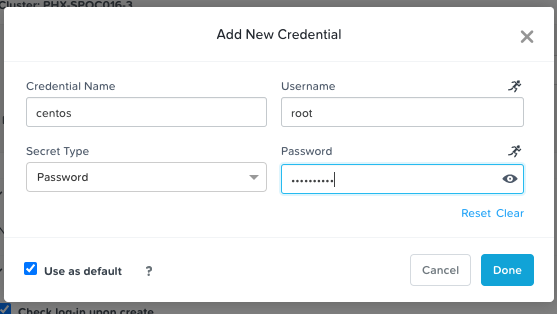 Cluster: PHX-SPOC016-3
Add New Credential
Credential Name
Username
centos
root
Secret Type
Password
Password
••••••••••
Reset Clear
Use as default ?
Cancel
Done
Check log-in upon create